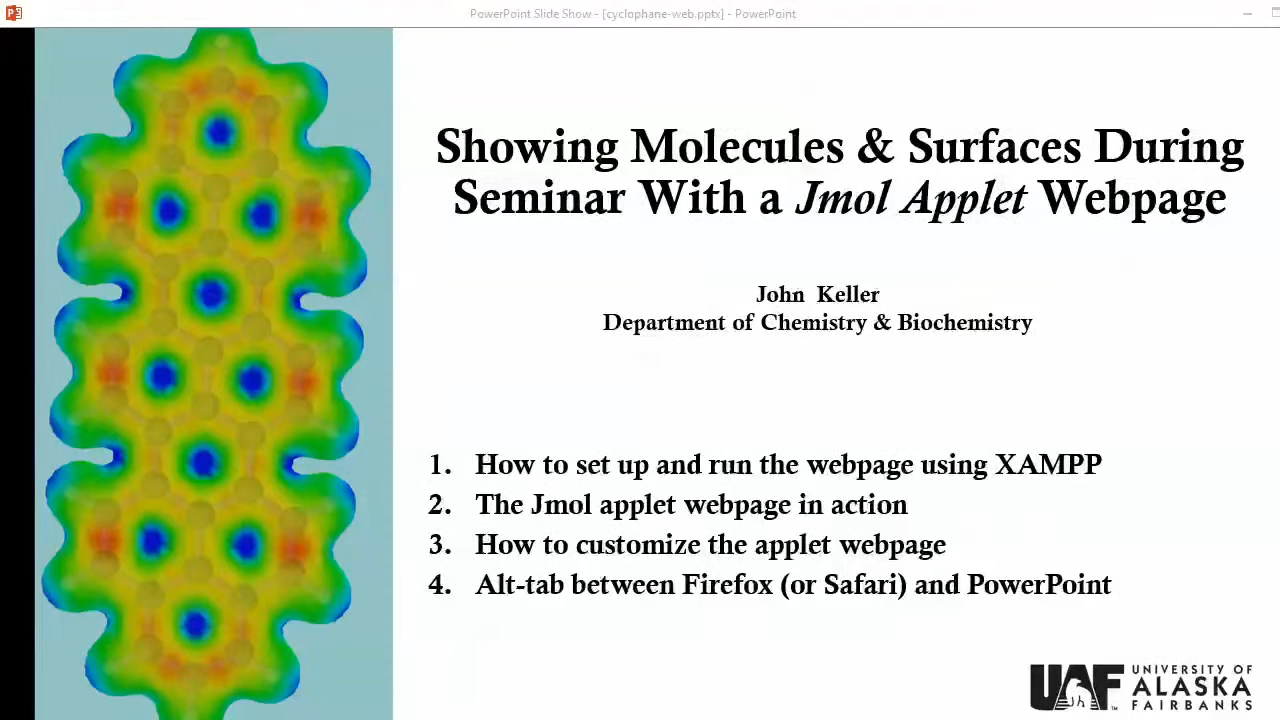 PowerPoint Slide Show - [cyclophane-web.pptx] - PowerPoint
Showing Molecules & Surfaces During
Seminar With a Jmol Applet Webpage
John Keller
Department of Chemistry & Biochemistry
1. How to set up and run the webpage using XAMPP
2. The Jmol applet webpage in action
3. How to customize the applet webpage
4. Alt-tab between Firefox (or Safari) and PowerPoint
UAF
UNIVERSITY OF
ALASKA
FAIRBANKS